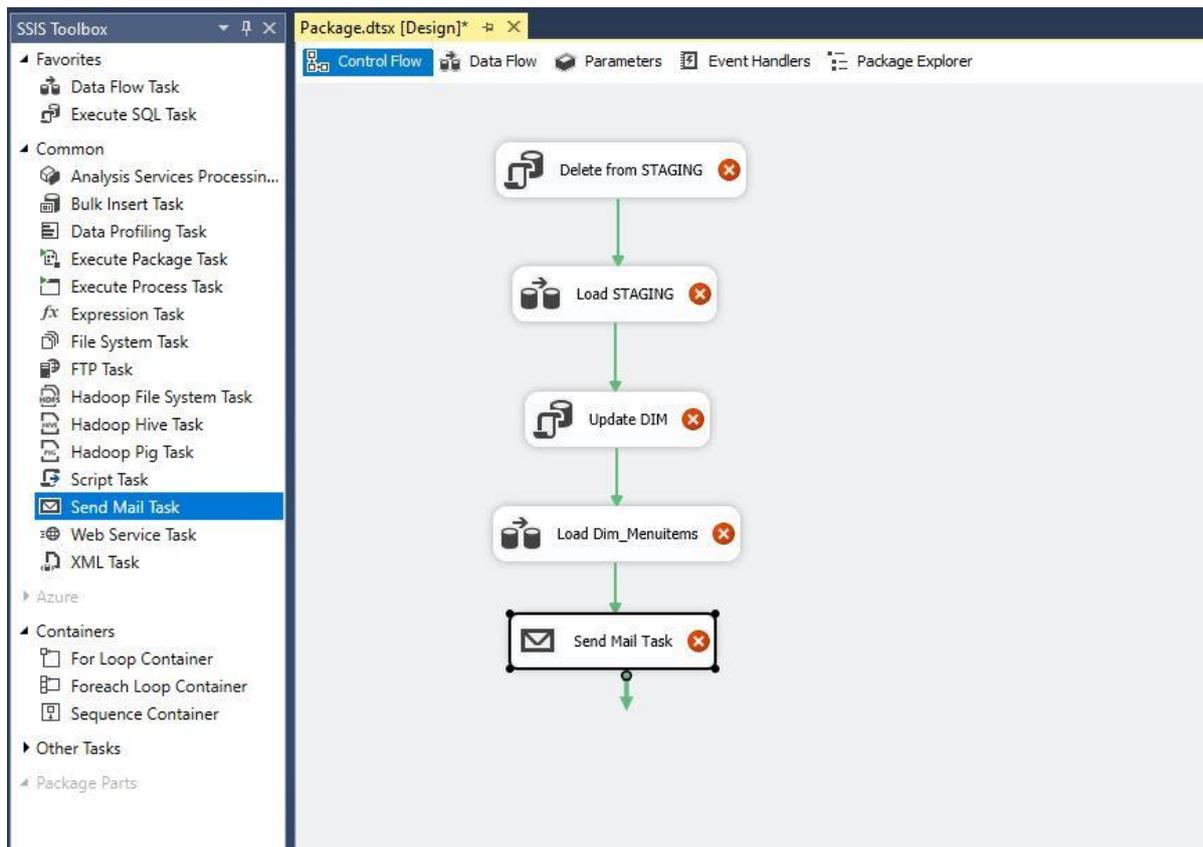 SSIS Toolbox
Favorites
Data Flow Task
Execute SQL Task
Common
Analysis Services Processin...
Bulk Insert Task
Data Profiling Task
Execute Package Task
Execute Process Task
Expression Task
File System Task
FTP Task
Hadoop File System Task
Hadoop Hive Task
Hadoop Pig Task
Script Task
Send Mail Task
Web Service Task
XML Task
Azure
Containers
For Loop Container
Foreach Loop Container
Sequence Container
Other Tasks
Package Parts
Package.dtsx [Design]*
Control Flow Data Flow Parameters Event Handlers Package Explorer
Delete from STAGING
Load STAGING
Update DIM
Load Dim_Menuitems
Send Mail Task